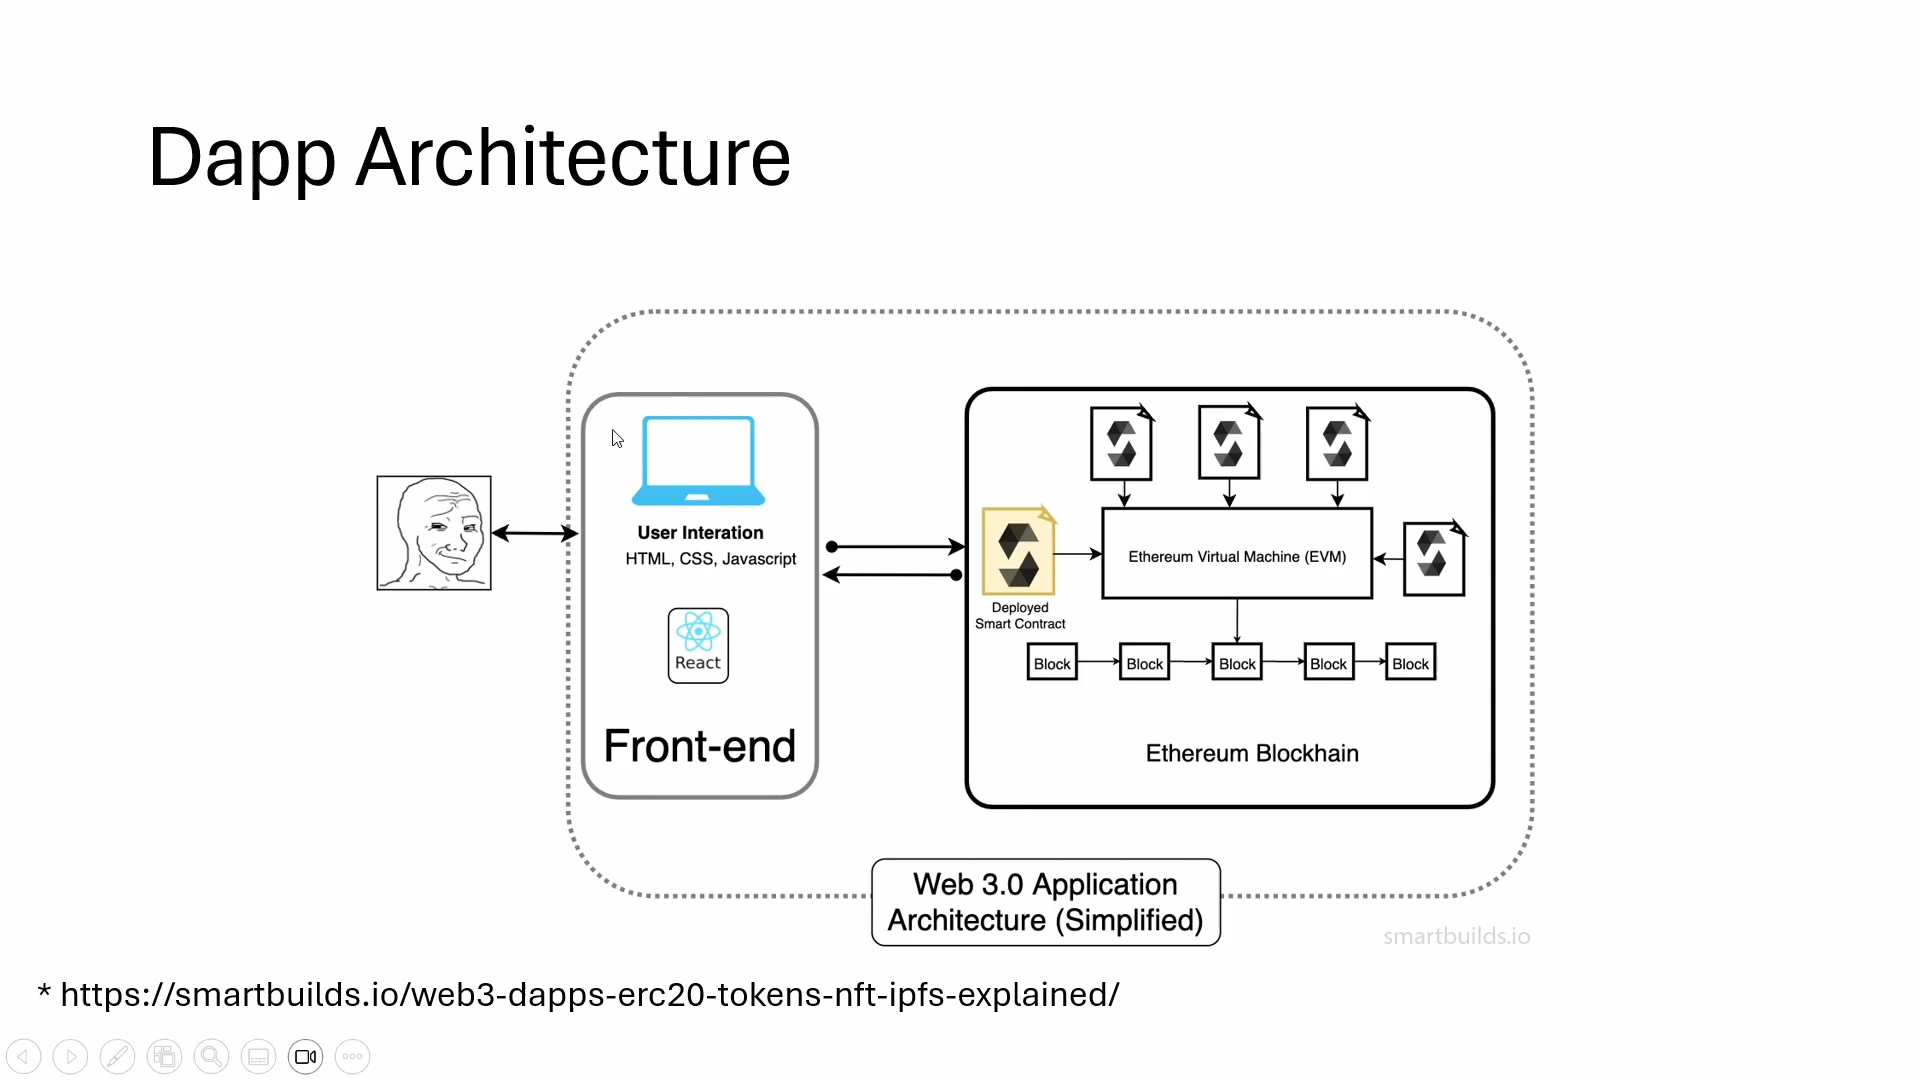 Dapp Architecture
User Interation
HTML, CSS, Javascript
React
Front-end
Deployed
Smart Contract
Ethereum Virtual Machine (EVM)
Block
Block
Block
Block
Block
Ethereum Blockhain
Web 3.0 Application
Architecture (Simplified)
smartbuilds.io
* https://smartbuilds.io/web3-dapps-erc20-tokens-nft-ipfs-explained/